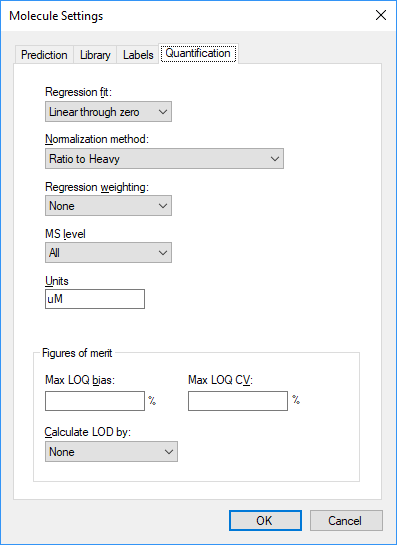 Molecule Settings
Prediction Library Labels Quantification
Regression fit:
Linear through zero
Normalization method:
Ratio to Heavy
Regression weighting:
None
MS level
All
Units
uM
Figures of merit
Max LOQ bias: Max LOQ CV:
% %
Calculate LOD by:
None
OK Cancel